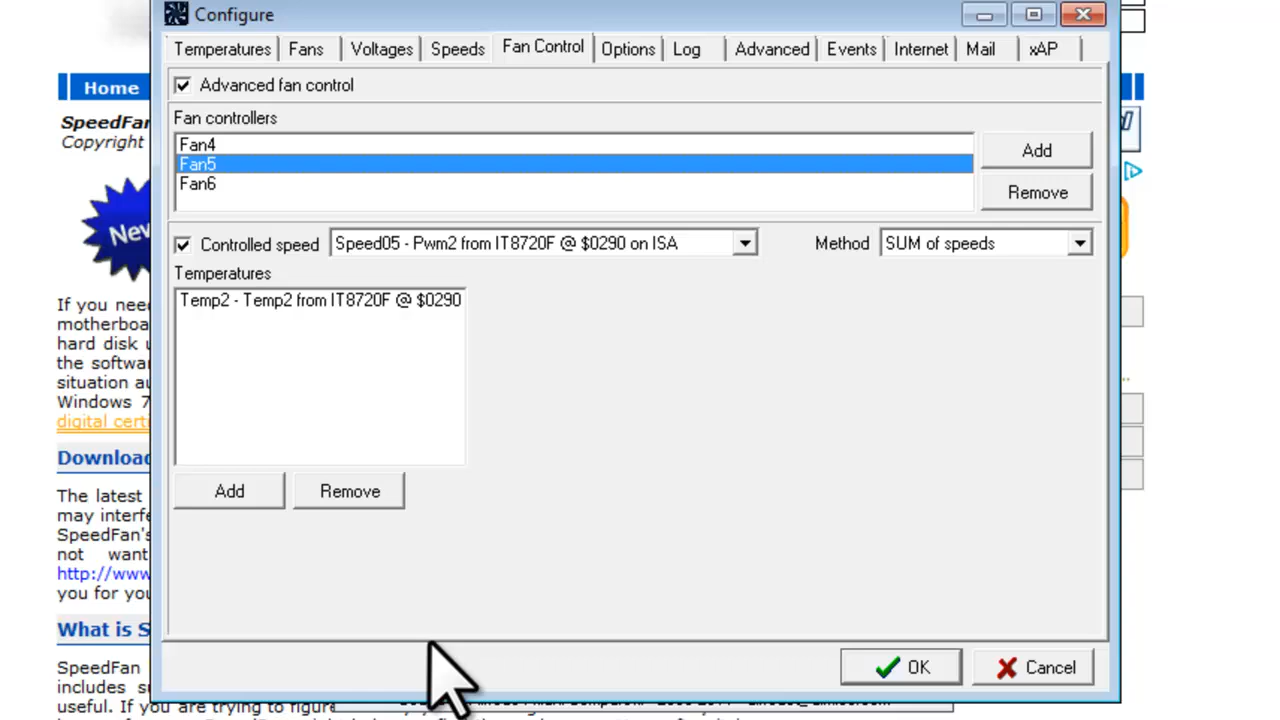 Configure
Temperatures Fans Voltages Speeds Fan Control Options Log Advanced Events Internet Mail xAP
Advanced fan control
Fan controllers
Fan4
Fan5
Fan6
Add
Remove
Controlled speed
Speed05 - Pwm2 from IT8720F @ $0290 on ISA
Method
SUM of speeds
Temperatures
Temp2 - Temp2 from IT8720F @ $0290
Add
Remove
OK
Cancel
Home
SpeedFan
Copyright
New
If you need
motherboa
hard disk u
the softwar
situation au
Windows 7
digital certi
Download
The latest
may interfe
SpeedFan's
not want
http://www
you for you
What is S
SpeedFan
includes su
useful. If you are trying to figure